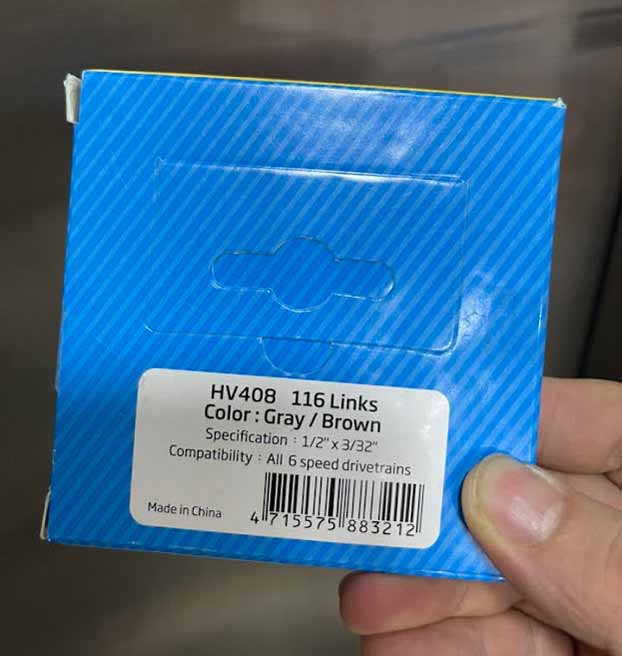 HV408 116 Links
Color : Gray / Brown
Specification : 1/2" x 3/32"
Compatibility : All 6 speed drivetrains
Made in China
4 715575 883212